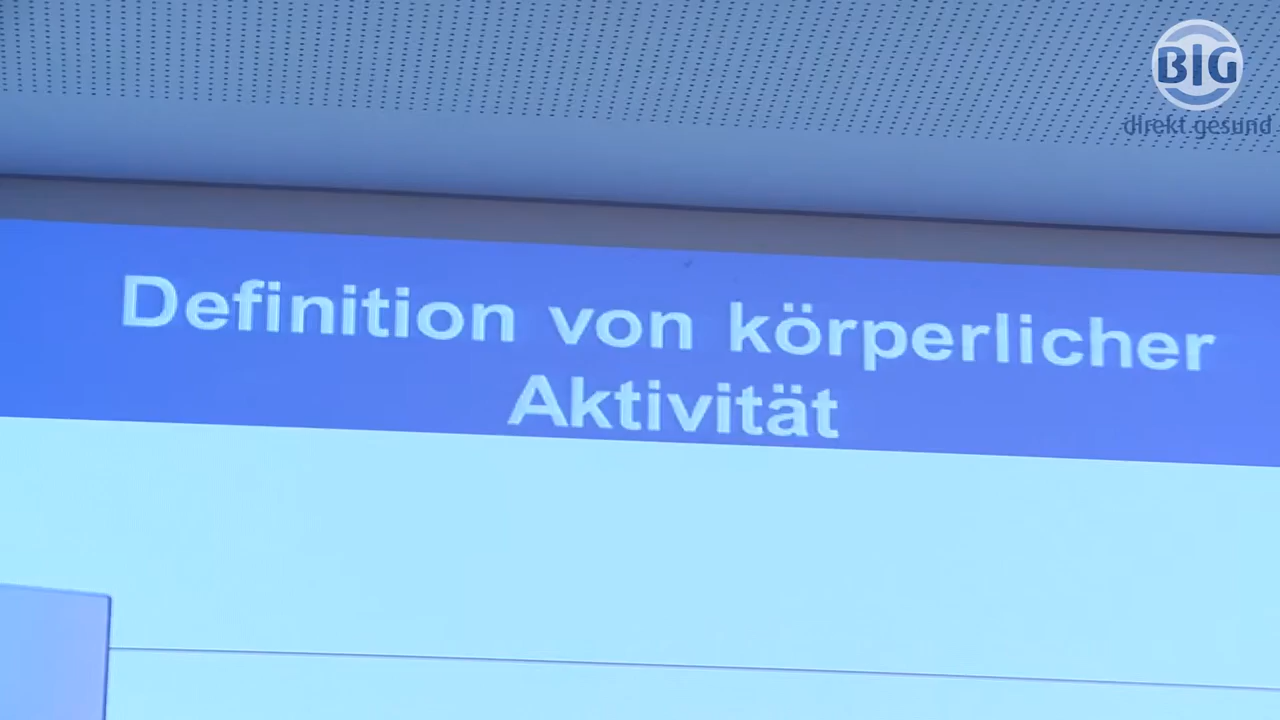 BIG
direkt gesund
Definition von körperlicher
Aktivität